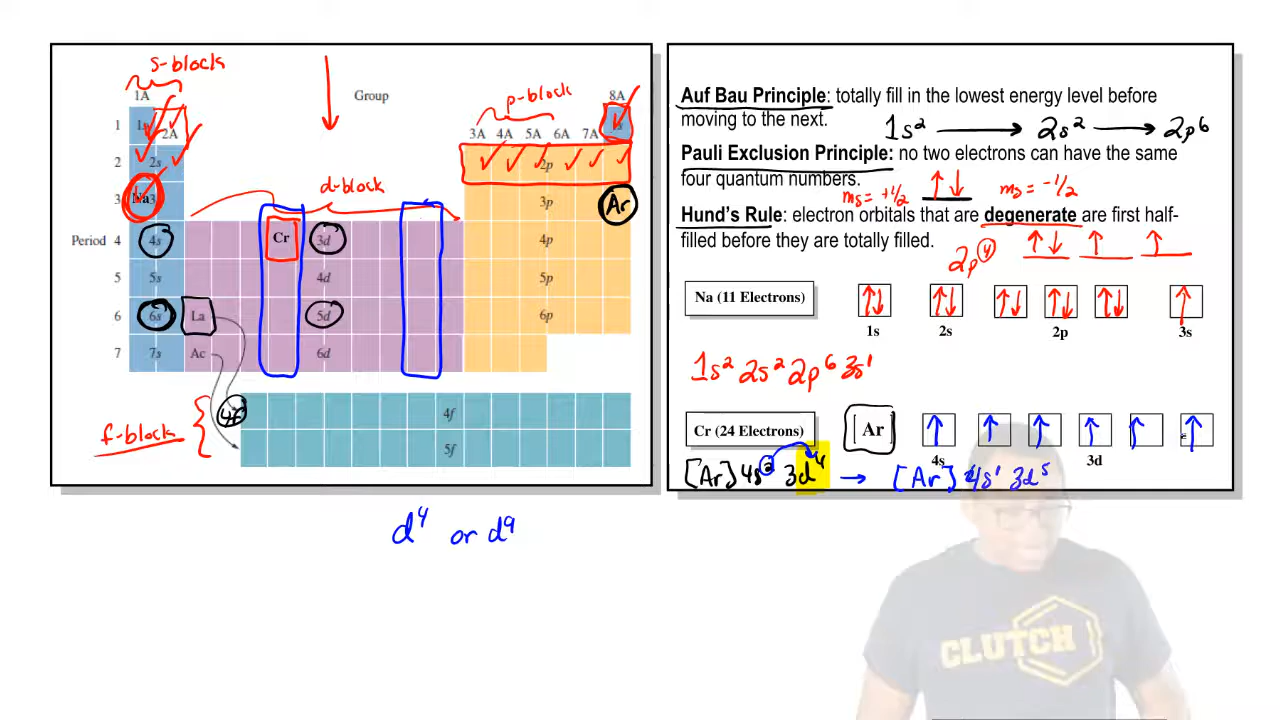 s-block
1A
Group
p-block
8A
1
1s
2A
3A 4A 5A 6A 7A
1s
2
2s
2p
d-block
3
Na
3p
Ar
Period 4
4s
Cr
3d
4p
5
5s
4d
5p
6
6s
La
5d
6p
7
7s
Ac
6d
4f
4f
f-block
5f
d⁴ or d⁹
Auf Bau Principle: totally fill in the lowest energy level before
moving to the next.
1s² → 2s² → 2p⁶
Pauli Exclusion Principle: no two electrons can have the same
four quantum numbers.
ms = +1/2 ↑↓ ms = -1/2
Hund's Rule: electron orbitals that are degenerate are first half-
filled before they are totally filled.
2p④ ↑↓ ↑ ↑
Na (11 Electrons)
↑↓ ↑↓ ↑↓ ↑↓ ↑↓ ↑
1s 2s 2p 3s
1s² 2s² 2p⁶ 3s¹
Cr (24 Electrons)
[Ar] ↑ ↑ ↑ ↑ ↑ ↑
4s 3d
[Ar] 4s² 3d⁴ → [Ar] 4s¹ 3d⁵
CLUTCH